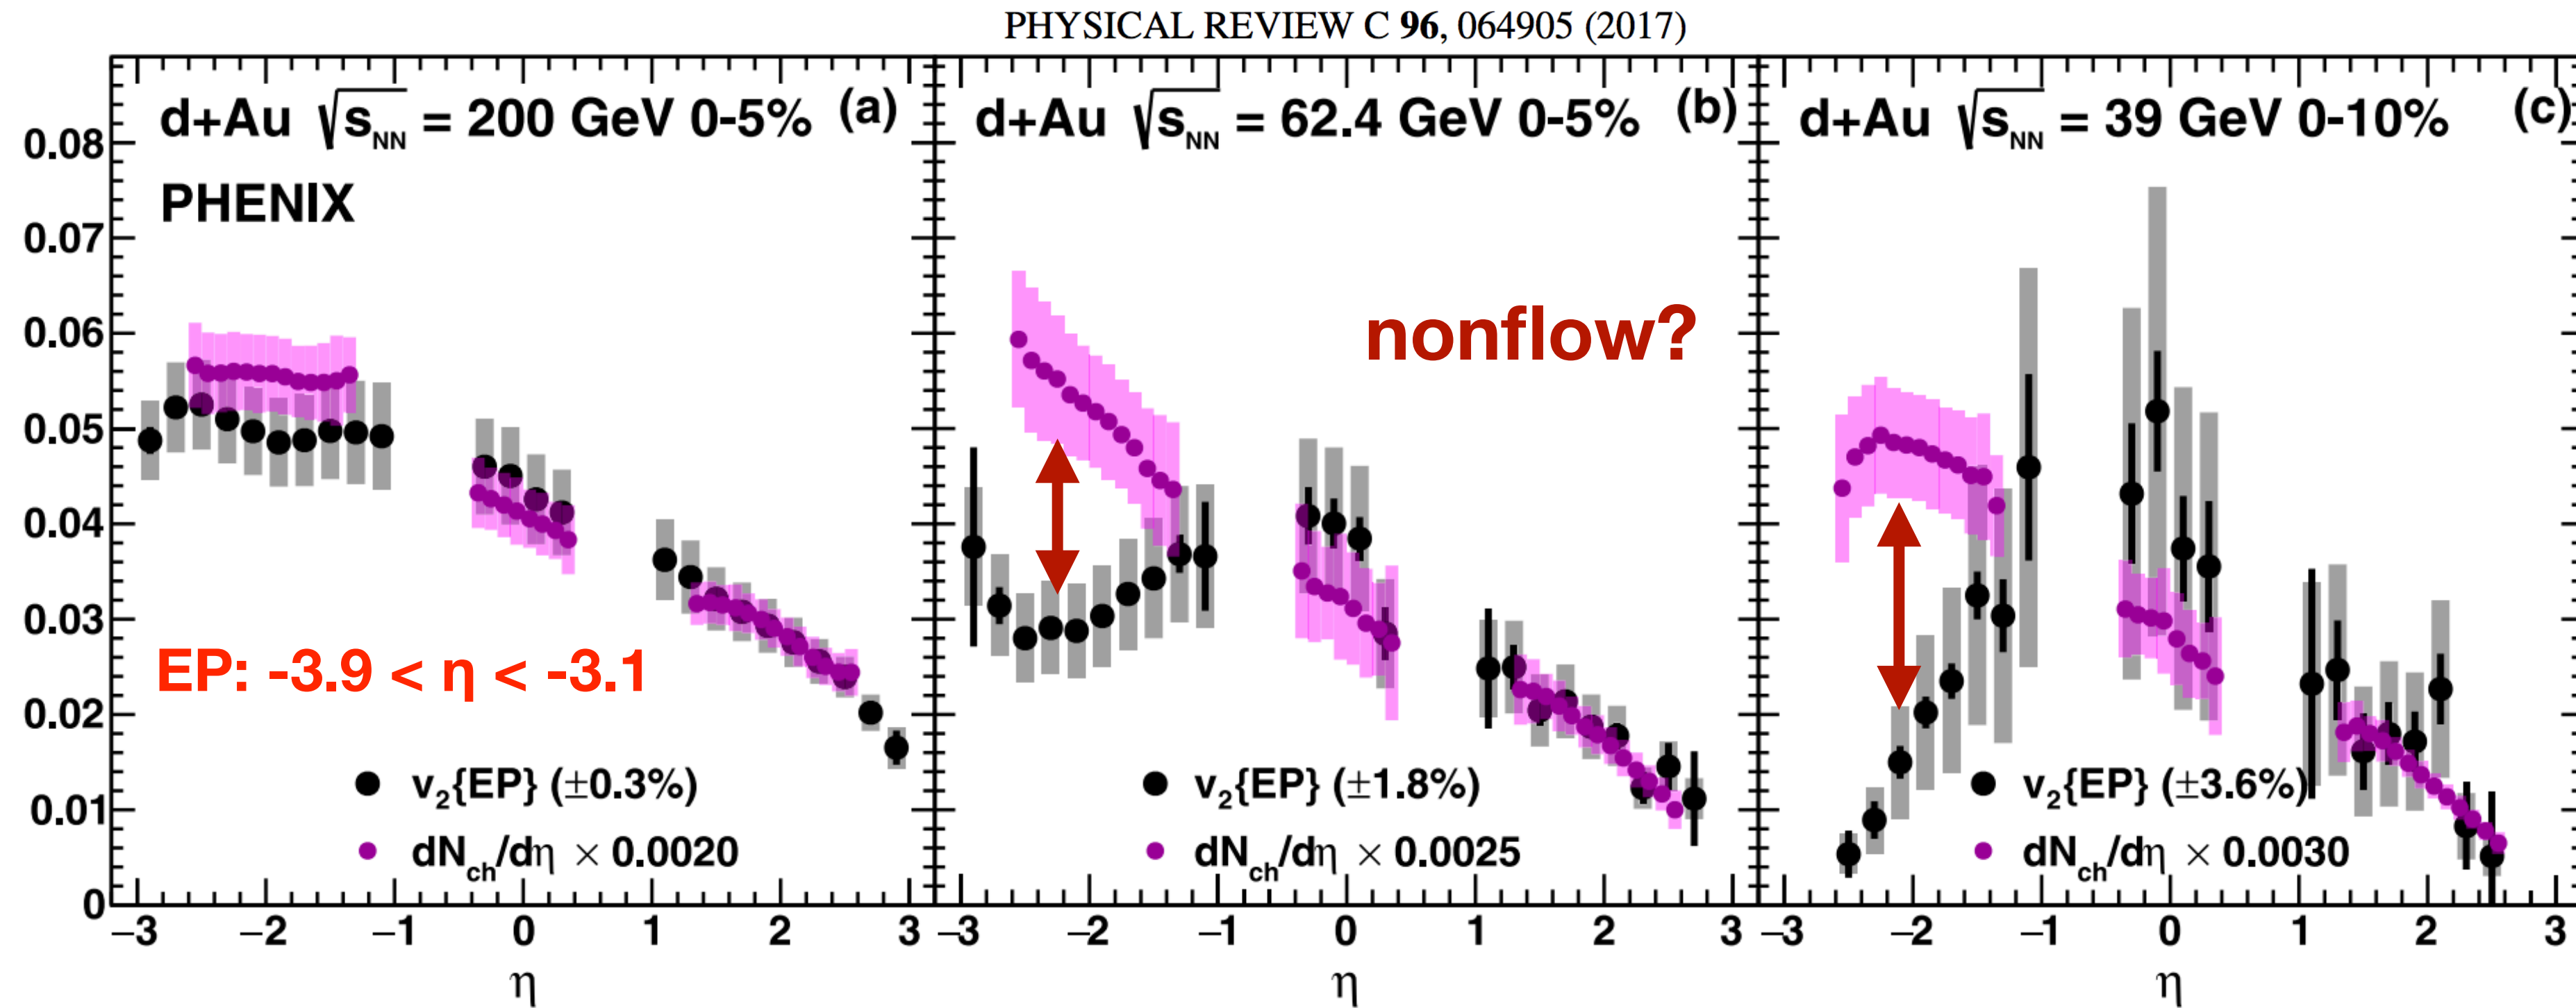 PHYSICAL REVIEW C 96, 064905 (2017)
d+Au √sNN = 200 GeV 0-5% (a)
d+Au √sNN = 62.4 GeV 0-5% (b)
d+Au √sNN = 39 GeV 0-10% (c)
PHENIX
nonflow?
EP: -3.9 < η < -3.1
v2{EP} (±0.3%)
dNch/dη × 0.0020
v2{EP} (±1.8%)
dNch/dη × 0.0025
v2{EP} (±3.6%)
dNch/dη × 0.0030
0.08
0.07
0.06
0.05
0.04
0.03
0.02
0.01
0
−3 −2 −1 0 1 2 3
−3 −2 −1 0 1 2 3
−3 −2 −1 0 1 2 3
η
η
η